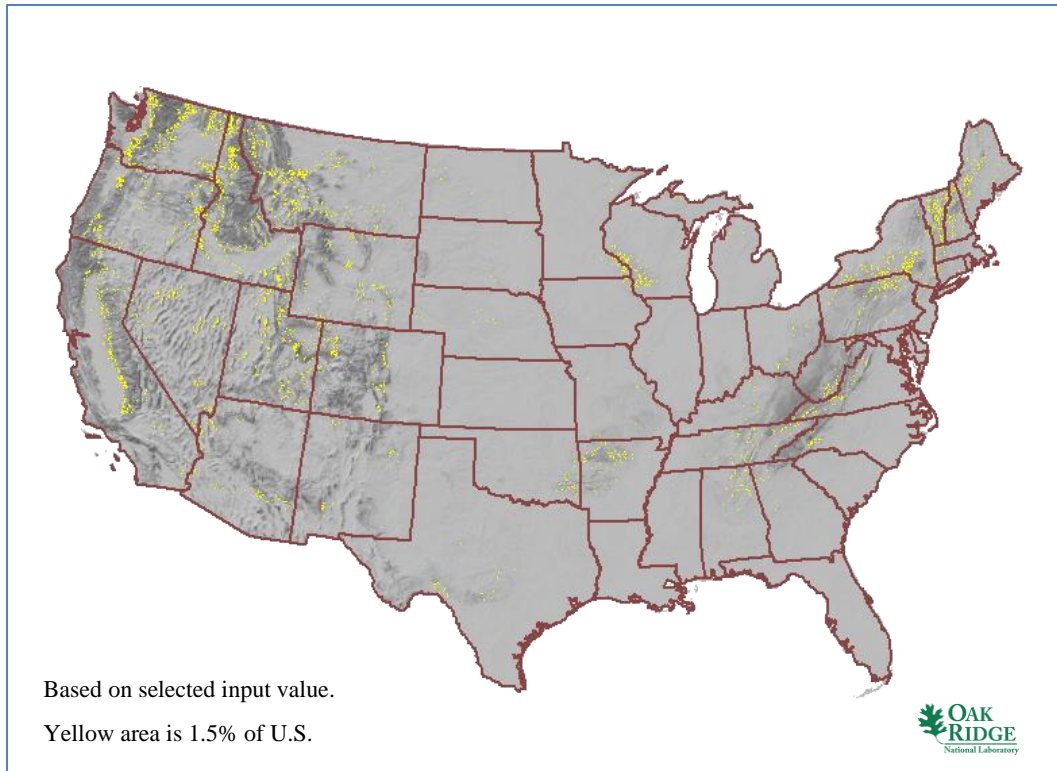 Based on selected input value.
Yellow area is 1.5% of U.S.
OAK
RIDGE
National Laboratory